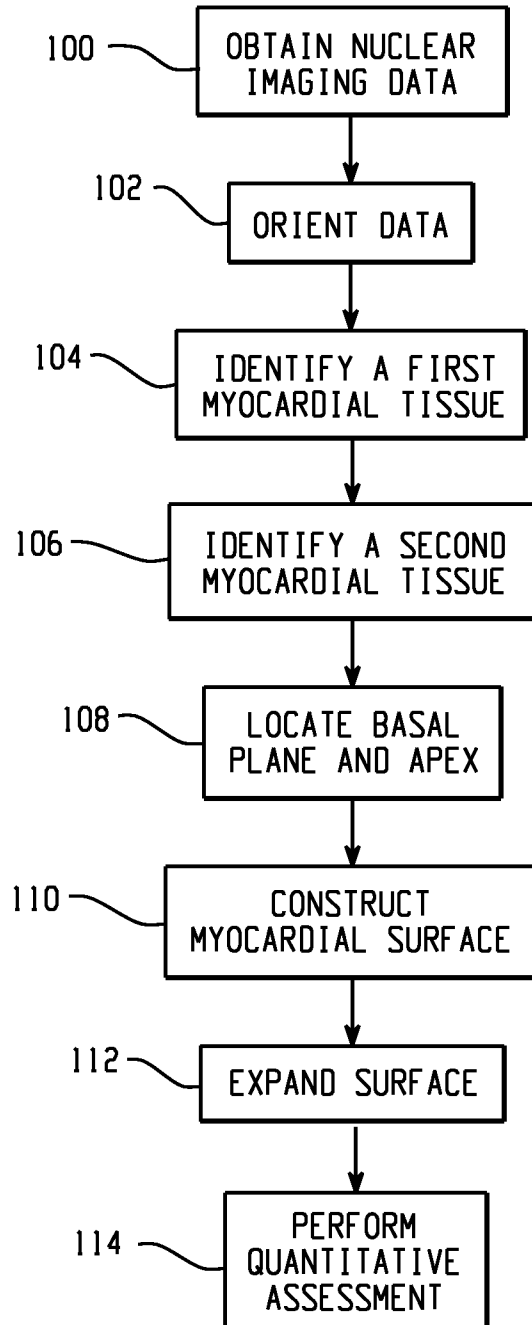 100
OBTAIN NUCLEAR
IMAGING DATA
102
ORIENT DATA
104
IDENTIFY A FIRST
MYOCARDIAL TISSUE
106
IDENTIFY A SECOND
MYOCARDIAL TISSUE
108
LOCATE BASAL
PLANE AND APEX
110
CONSTRUCT
MYOCARDIAL SURFACE
112
EXPAND SURFACE
114
PERFORM
QUANTITATIVE
ASSESSMENT